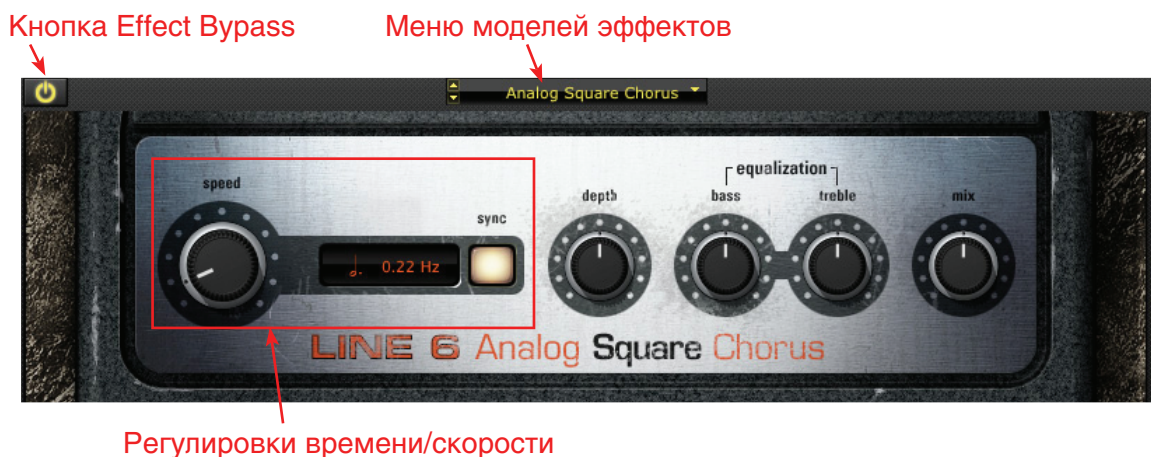 Кнопка Effect Bypass
Меню моделей эффектов
Analog Square Chorus
speed
sync
0.22 Hz
depth
equalization
bass
treble
mix
LINE 6 Analog Square Chorus
Регулировки времени/скорости